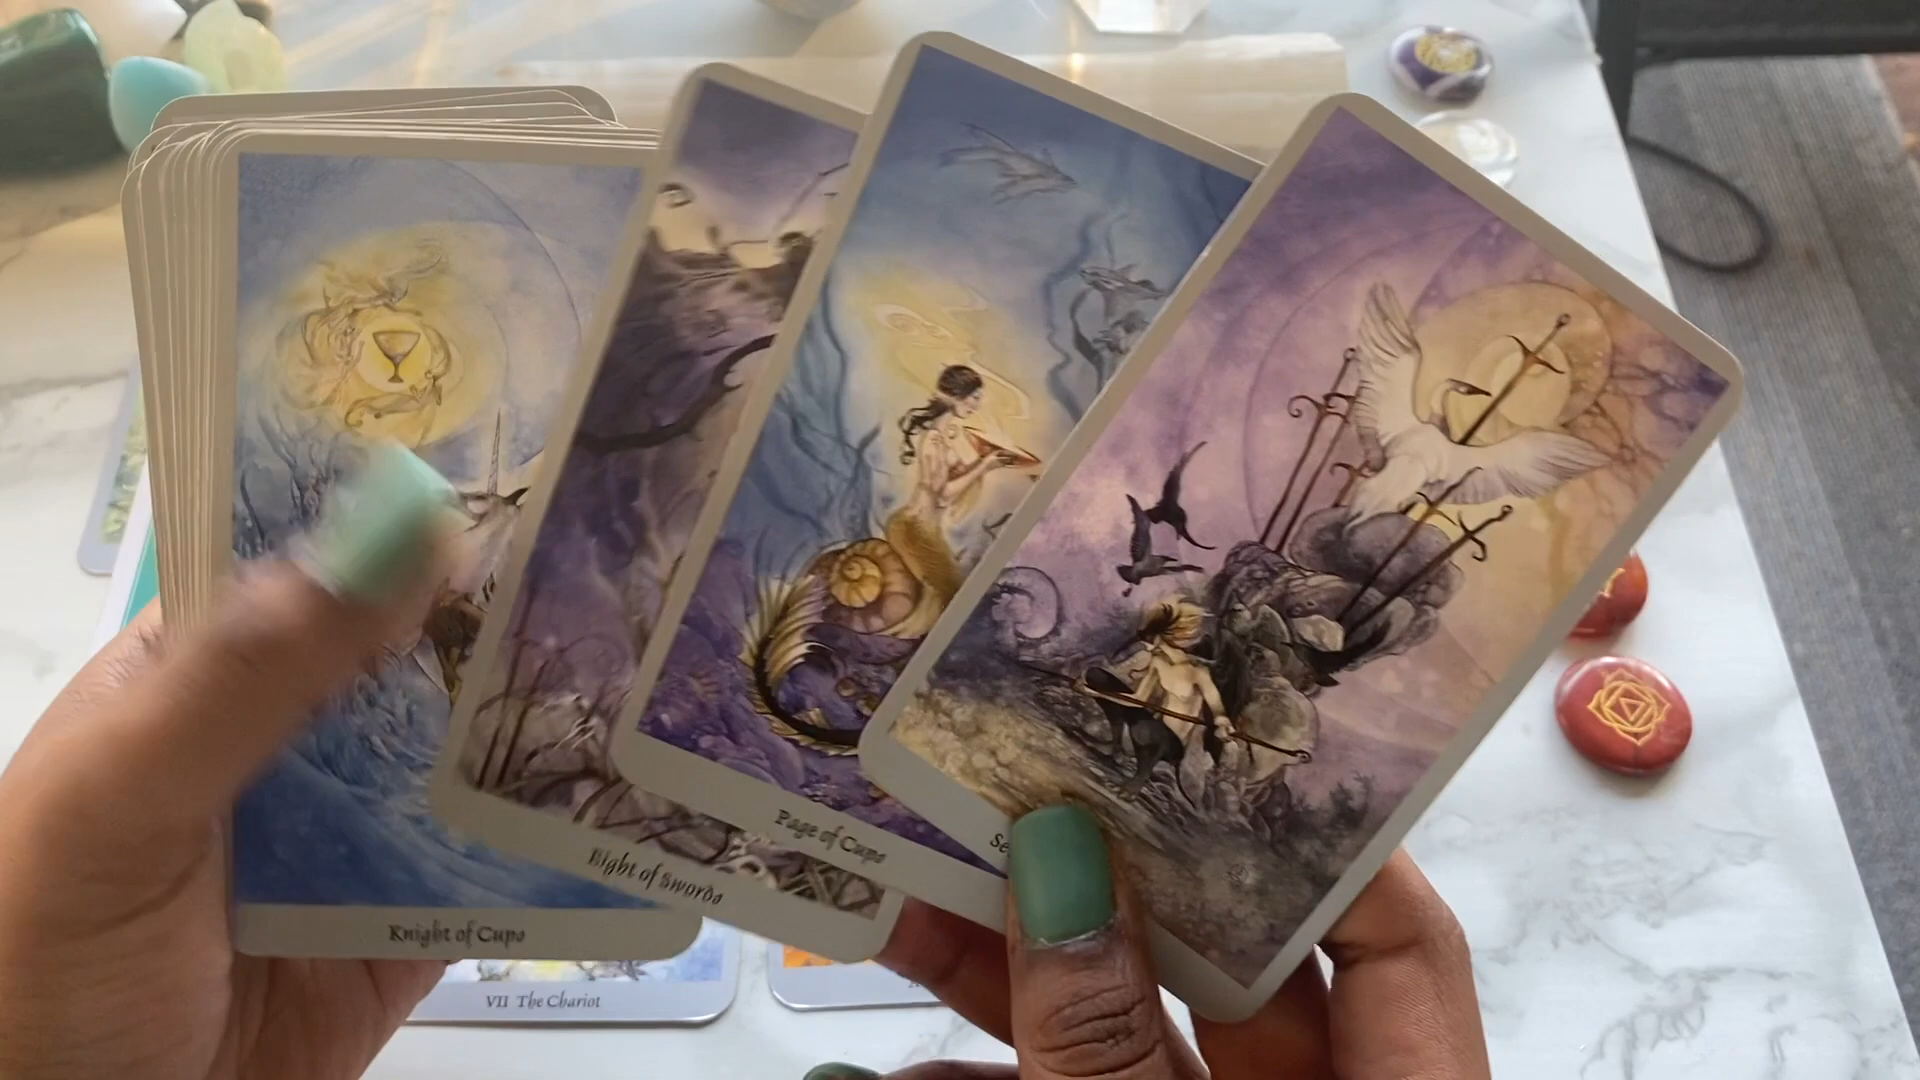 Knight of Cups
Eight of Swords
Page of Cups
VII The Chariot